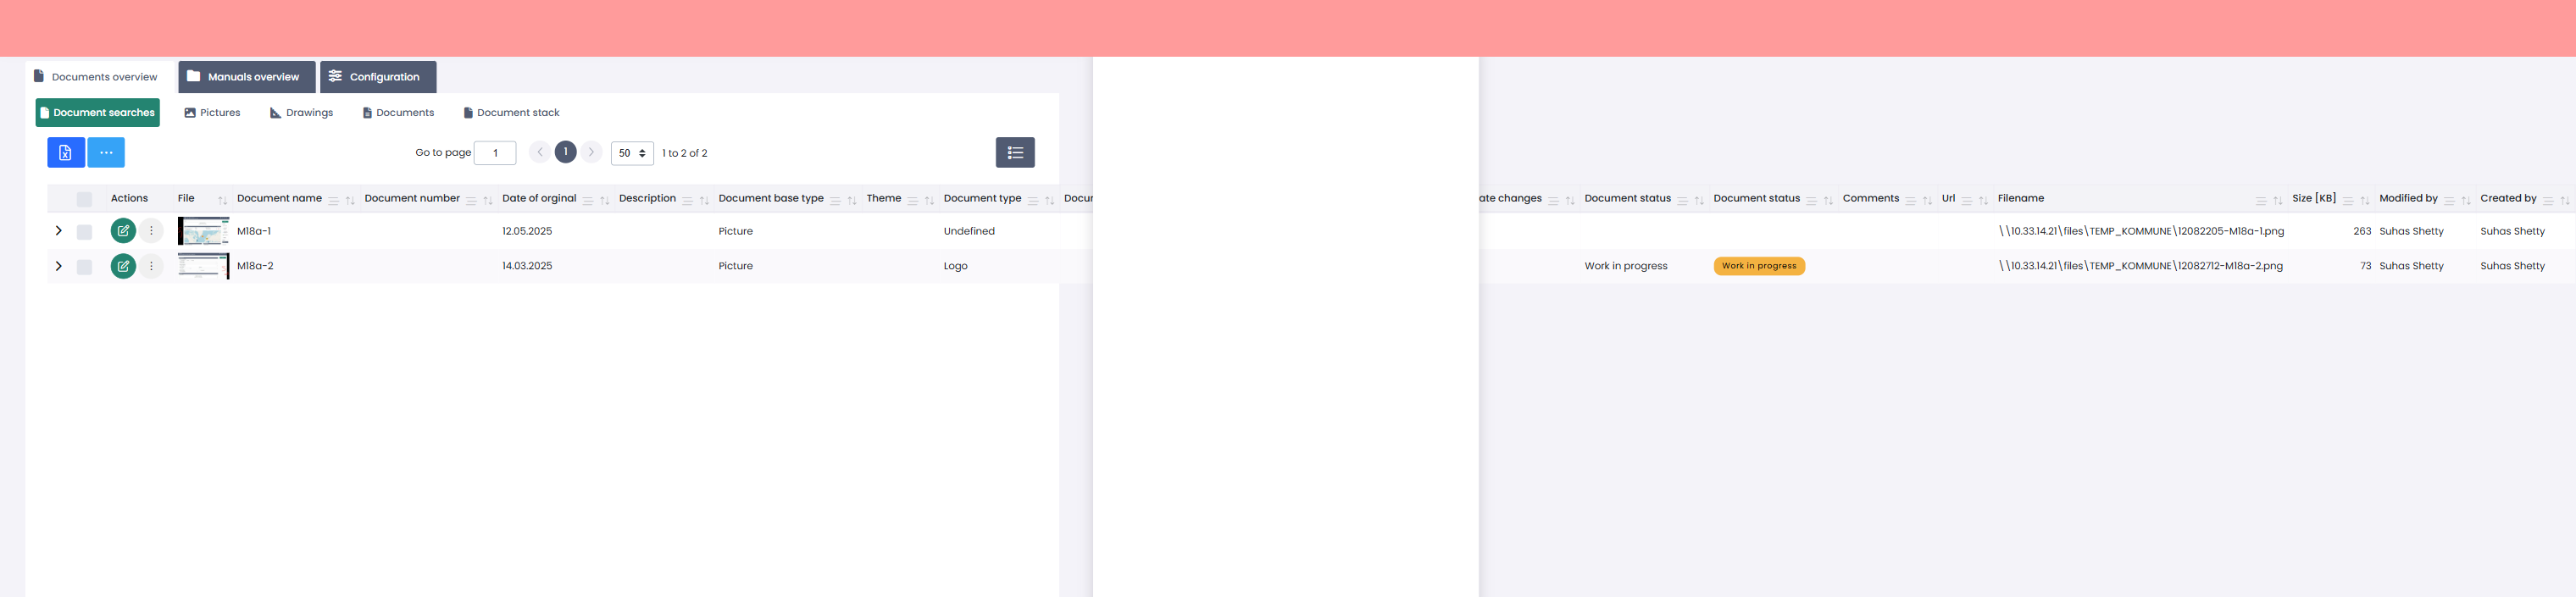 Documents overview Manuals overview Configuration
Document searches Pictures Drawings Documents Document stack
Go to page 1 1 50 1 to 2 of 2
Actions File Document name Document number Date of orginal Description Document base type Theme Document type Docur ate changes Document status Document status Comments Url Filename Size [KB] Modified by Created by
M18a-1 12.05.2025 Picture Undefined \\10.33.14.21\files\TEMP_KOMMUNE\12082205-M18a-1.png 263 Suhas Shetty Suhas Shetty
M18a-2 14.03.2025 Picture Logo Work in progress Work in progress \\10.33.14.21\files\TEMP_KOMMUNE\12082712-M18a-2.png 73 Suhas Shetty Suhas Shetty